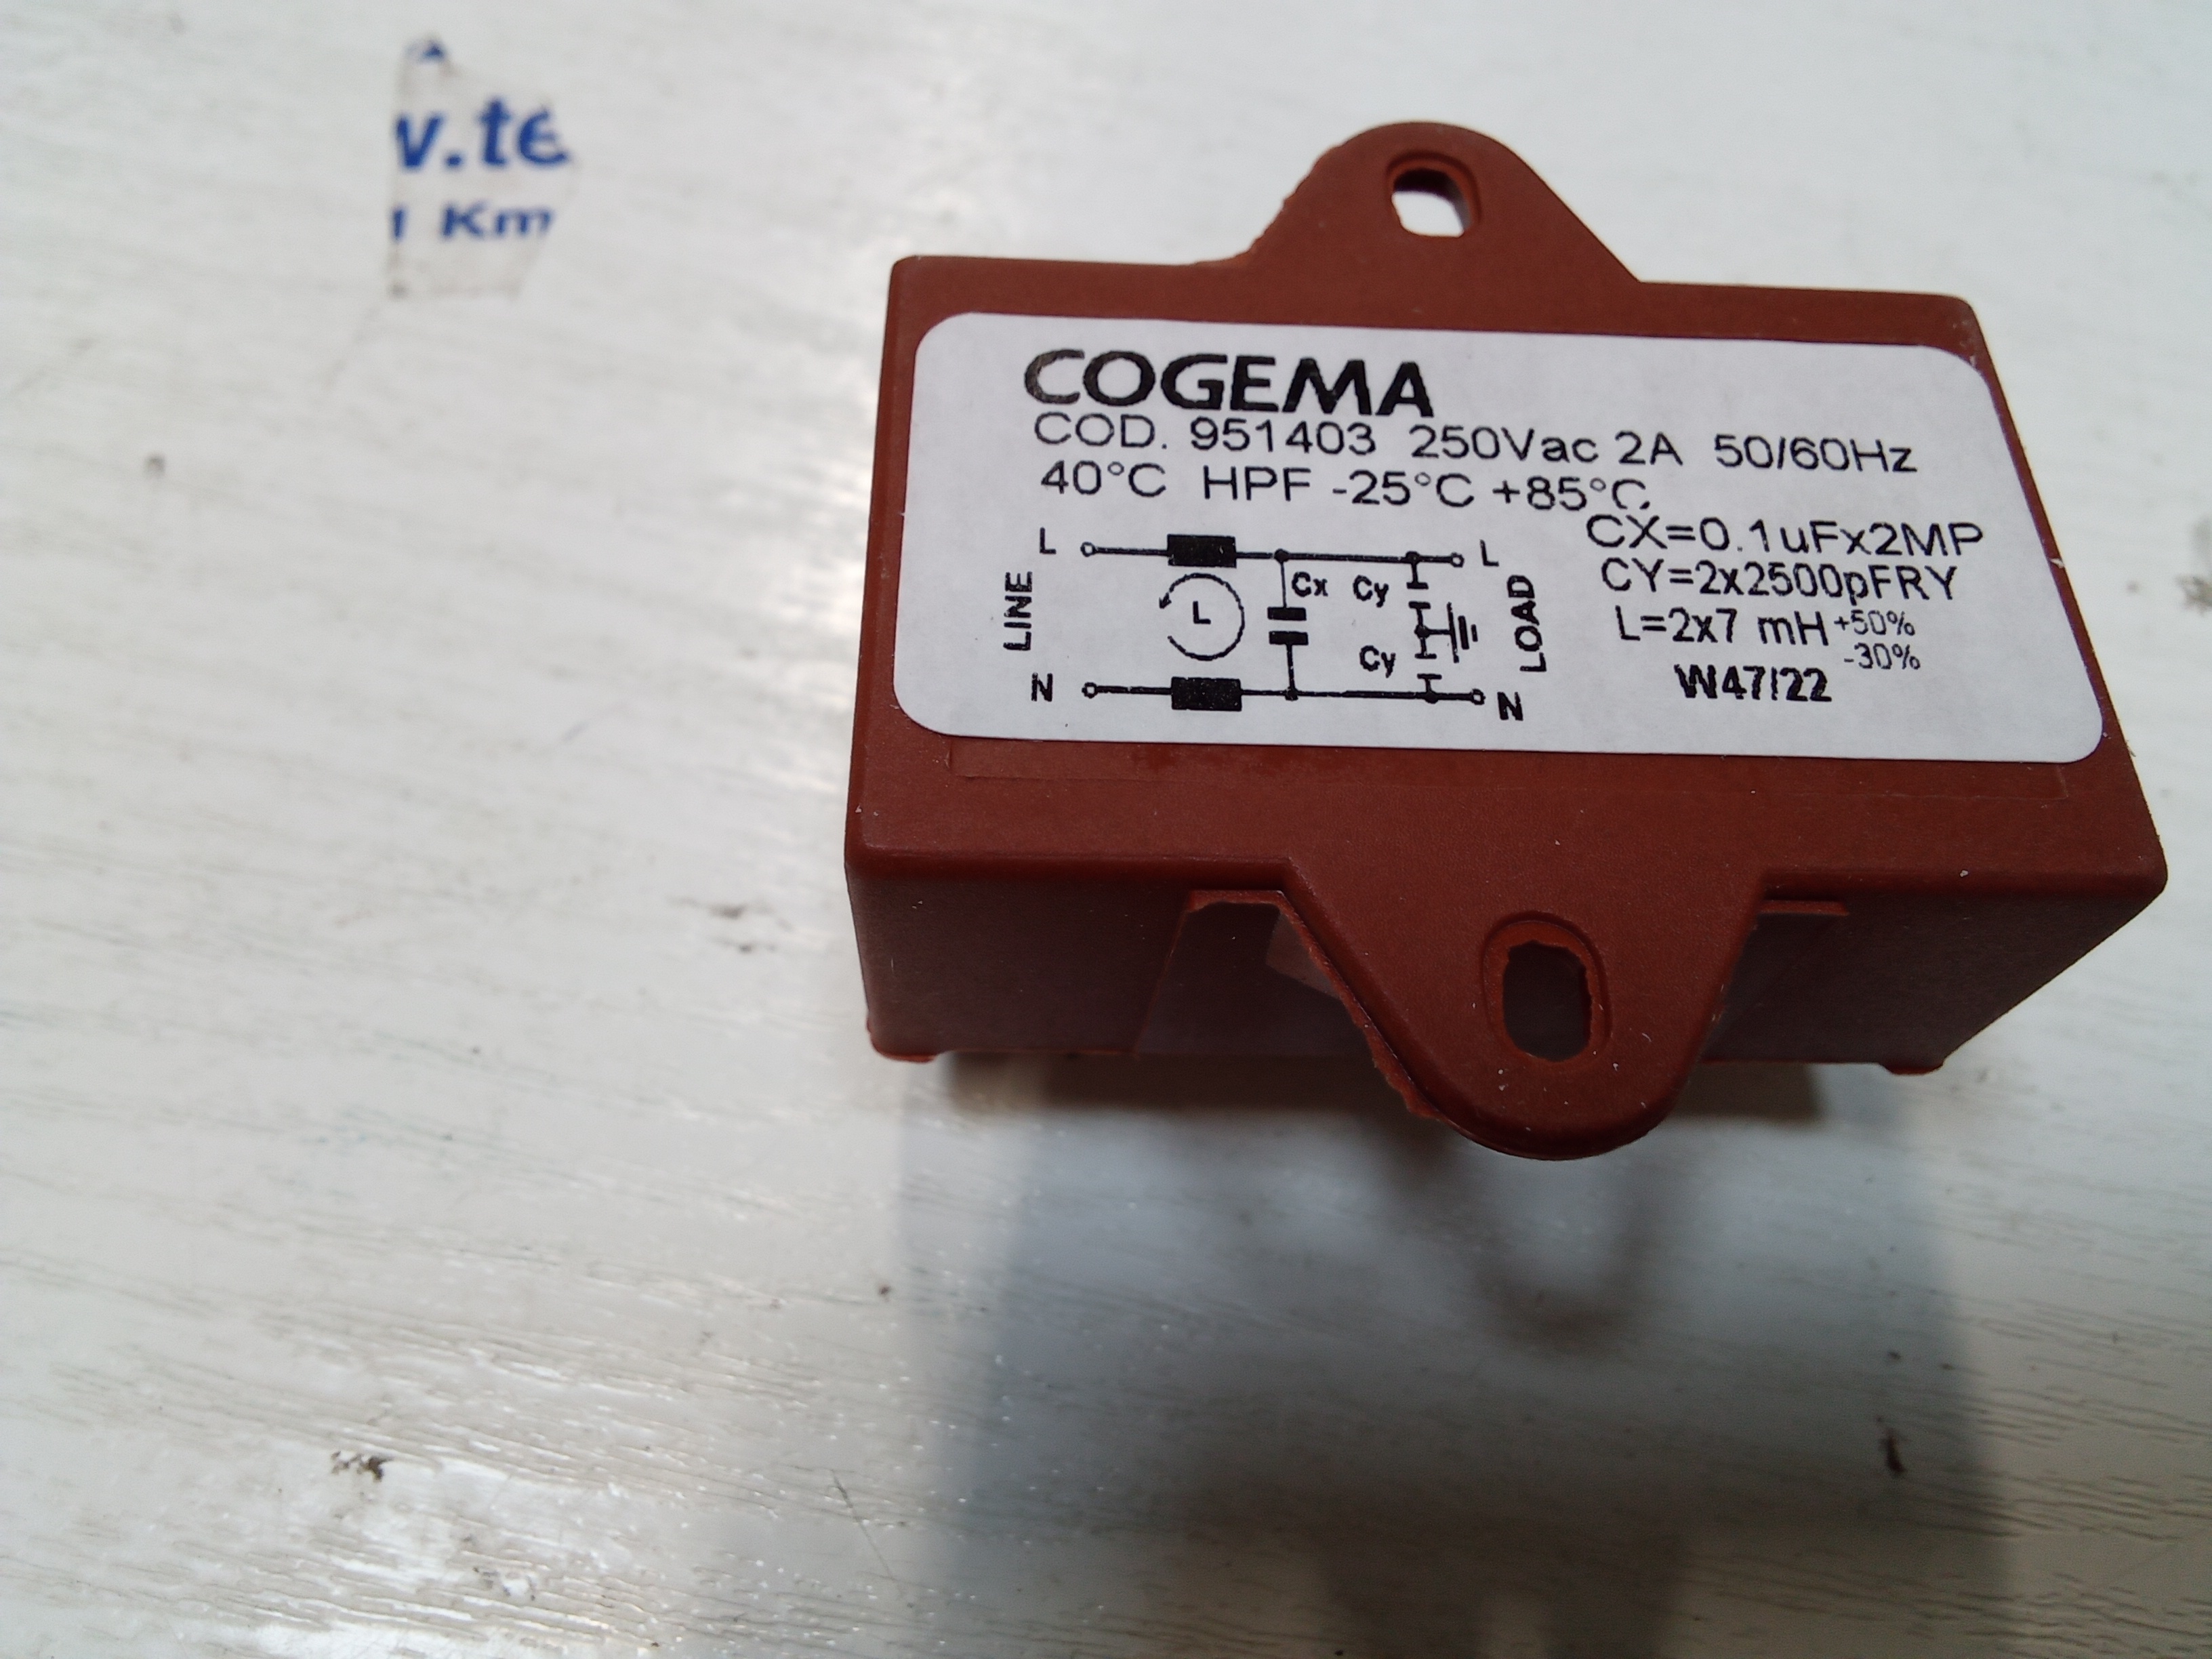 w.te
1 Km
COGEMA
COD. 951403 250Vac 2A 50/60Hz
40°C HPF -25°C +85°C
CX=0.1uFx2MP
CY=2x2500pFRY
L=2x7 mH +50%
-30%
W47/22
LINE
L
L
Cx
Cy
L
Cy
N
N
LOAD